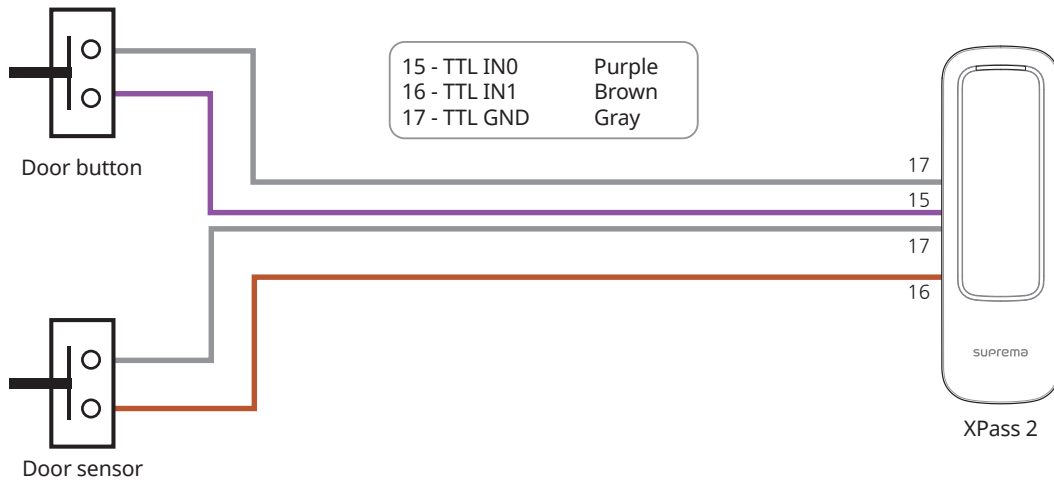 15 - TTL IN0 Purple
16 - TTL IN1 Brown
17 - TTL GND Gray
Door button
17
15
17
16
suprema
XPass 2
Door sensor